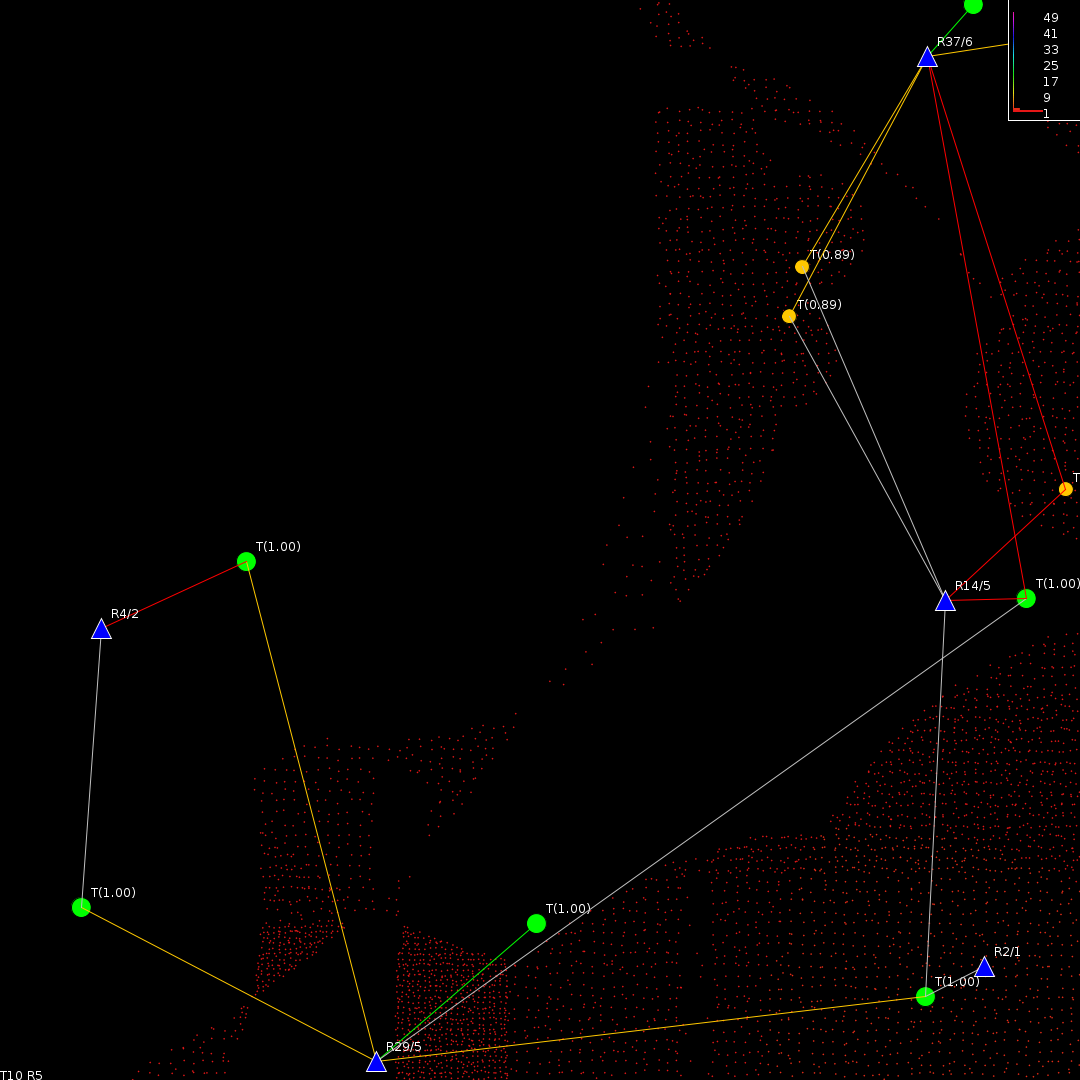 49
R37/6
41
33
25
17
9
1
T(0.89)
T(0.89)
T
T(1.00)
R14/5
T(1.00)
R4/2
T(1.00)
T(1.00)
R2/1
T(1.00)
R29/5
T10 R5